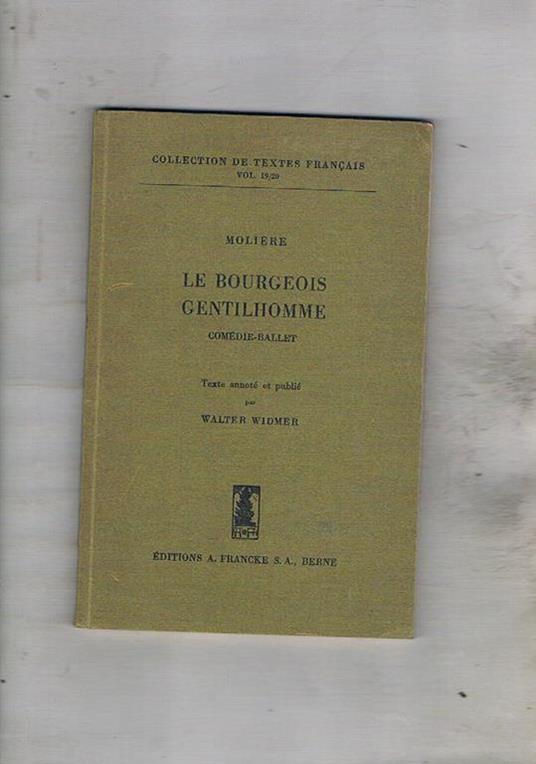 COLLECTION DE TEXTES FRANÇAIS
VOL. 19/20
MOLIÈRE
LE BOURGEOIS
GENTILHOMME
COMÉDIE-BALLET
Texte annoté et publié
par
WALTER WIDMER
ÉDITIONS A. FRANCKE S. A., BERNE